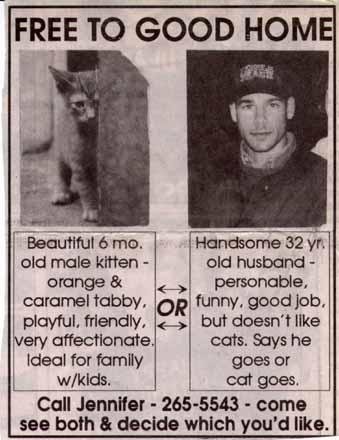 FREE TO GOOD HOME
Beautiful 6 mo.
old male kitten -
orange &
caramel tabby,
playful, friendly,
very affectionate.
Ideal for family
w/kids.
OR
Handsome 32 yr.
old husband -
personable,
funny, good job,
but doesn't like
cats. Says he
goes or
cat goes.
Call Jennifer - 265-5543 - come
see both & decide which you'd like.